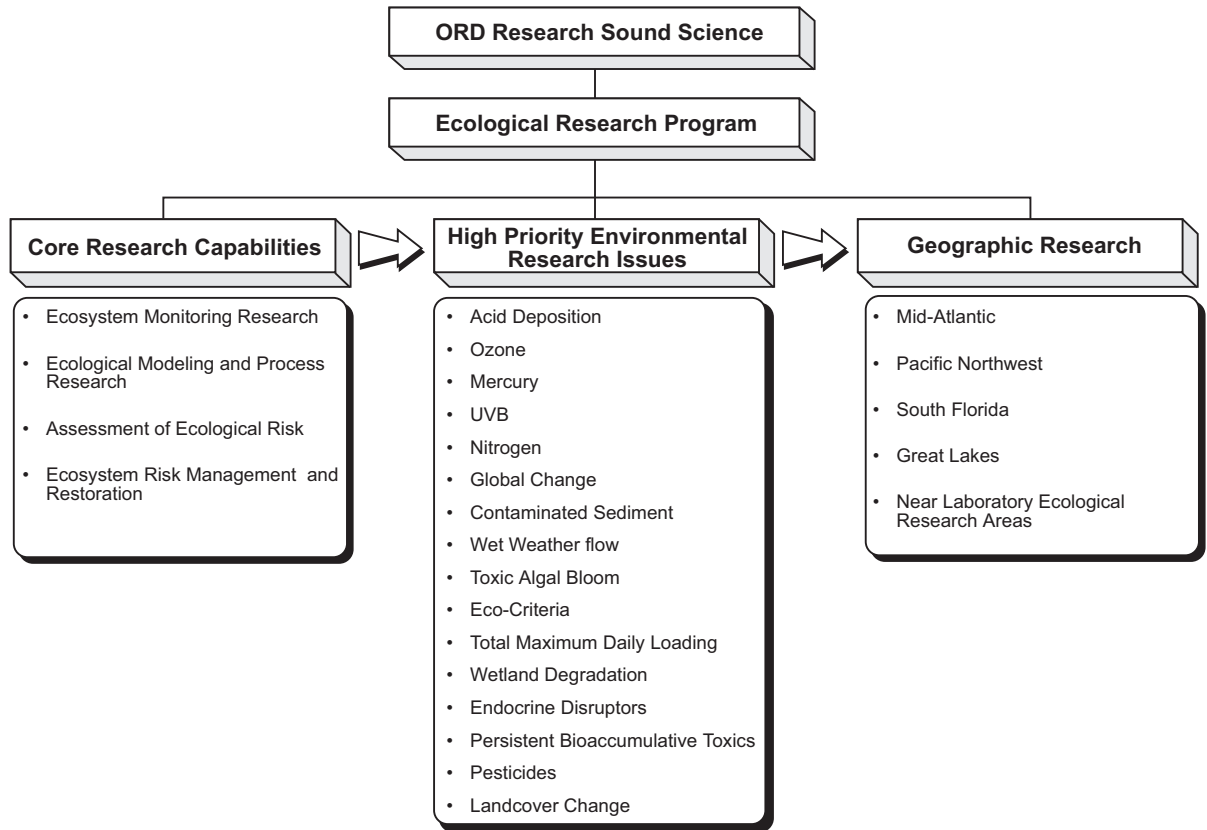 ORD Research Sound Science
Ecological Research Program
Core Research Capabilities
• Ecosystem Monitoring Research
• Ecological Modeling and Process
Research
• Assessment of Ecological Risk
• Ecosystem Risk Management and
Restoration
High Priority Environmental
Research Issues
• Acid Deposition
• Ozone
• Mercury
• UVB
• Nitrogen
• Global Change
• Contaminated Sediment
• Wet Weather flow
• Toxic Algal Bloom
• Eco-Criteria
• Total Maximum Daily Loading
• Wetland Degradation
• Endocrine Disruptors
• Persistent Bioaccumulative Toxics
• Pesticides
• Landcover Change
Geographic Research
• Mid-Atlantic
• Pacific Northwest
• South Florida
• Great Lakes
• Near Laboratory Ecological
Research Areas